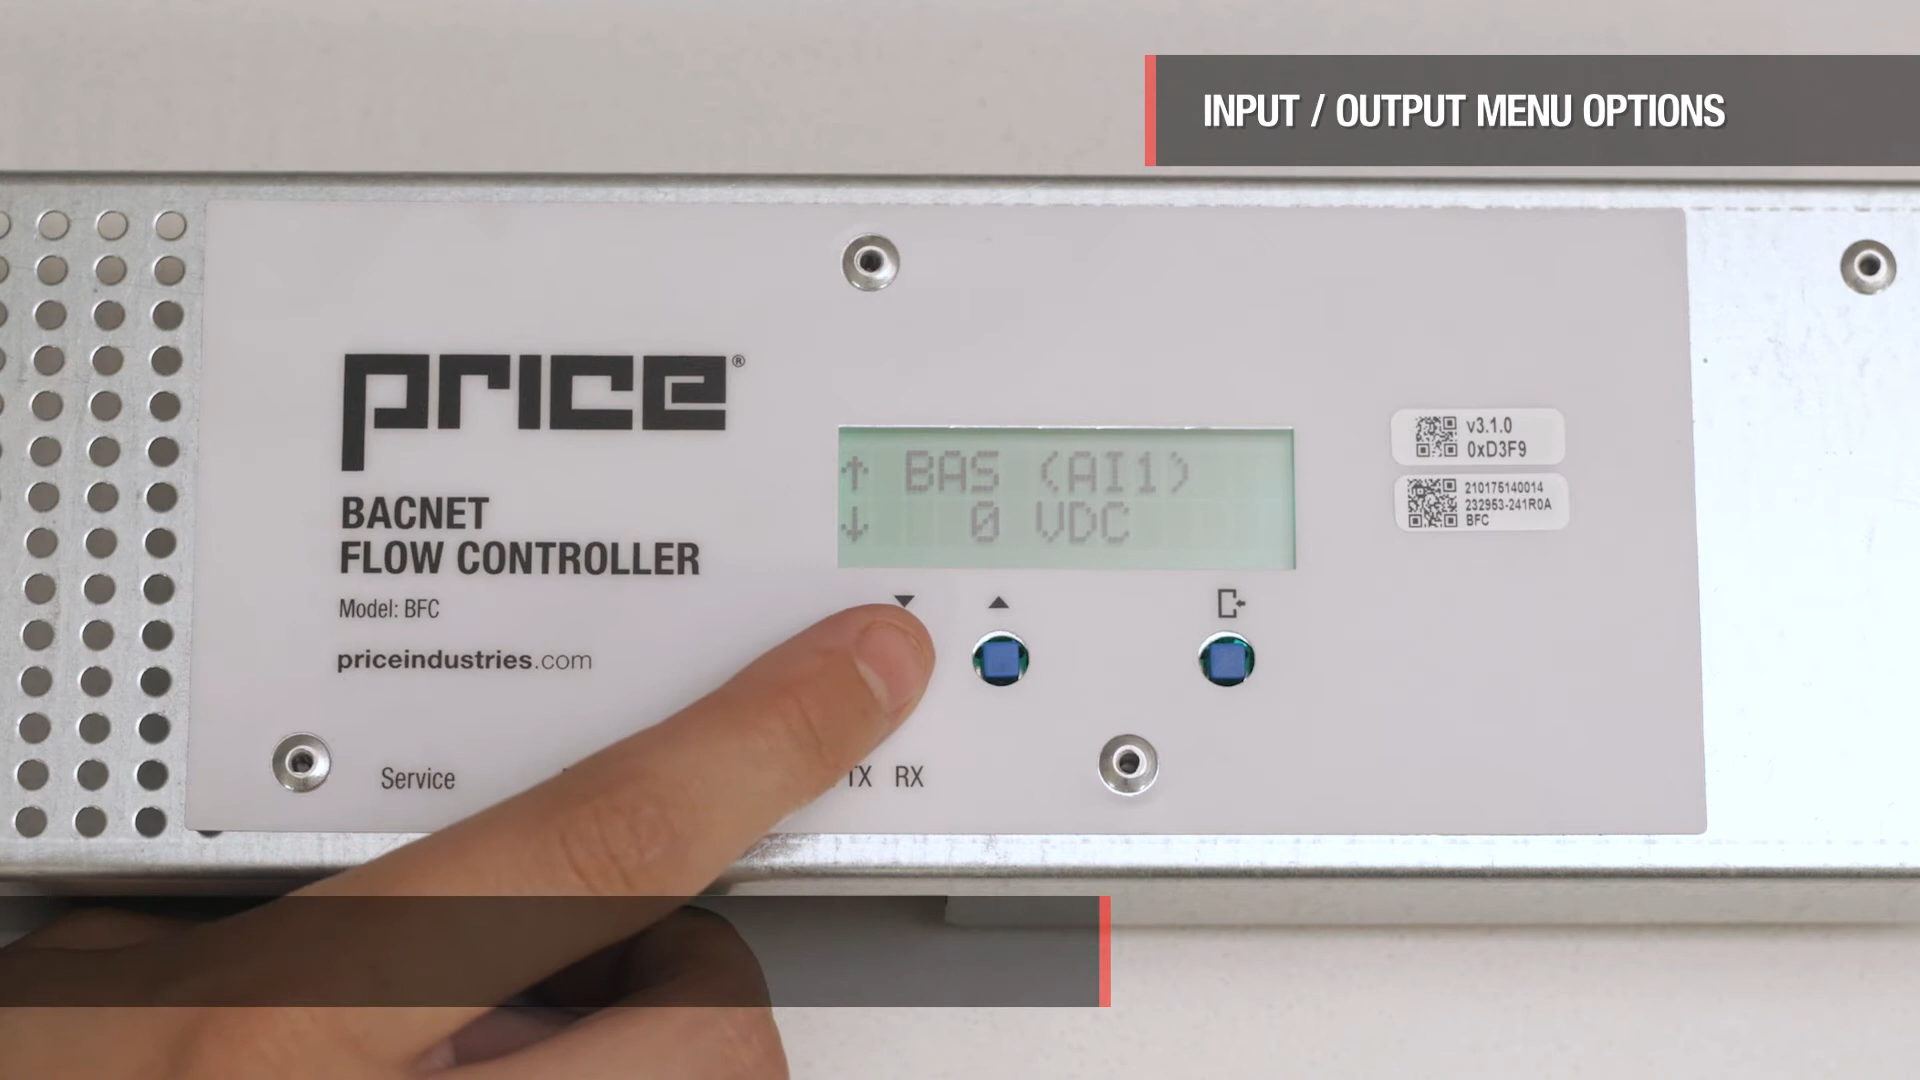 INPUT / OUTPUT MENU OPTIONS
price®
BACNET
FLOW CONTROLLER
Model: BFC
priceindustries.com
↑ BAS (AI1)
↓ 0 VDC
v3.1.0
0xD3F9
210175140014
232953-241R0A
BFC
Service
TX RX